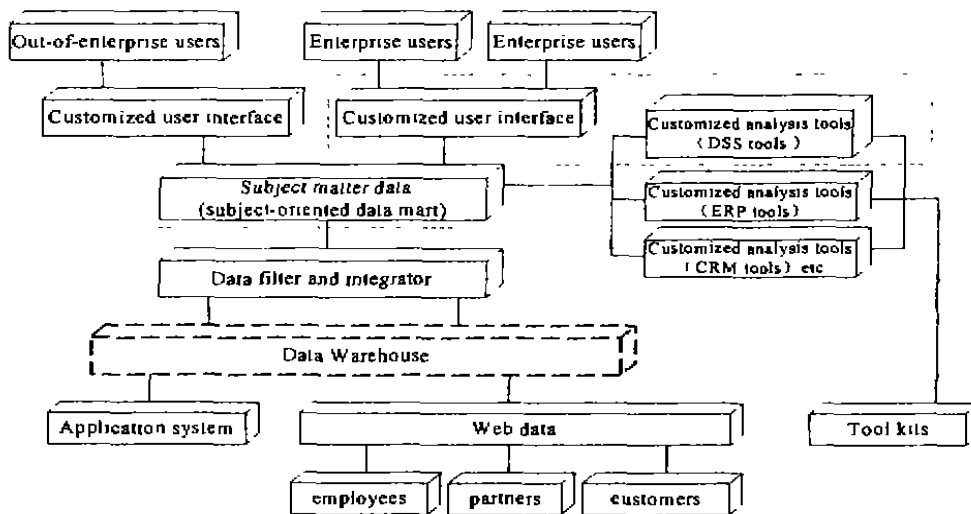 Out-of-enterprise users
Enterprise users
Enterprise users
Customized user interface
Customized user interface
Customized analysis tools
(DSS tools)
Subject matter data
(subject-oriented data mart)
Customized analysis tools
(ERP tools)
Customized analysis tools
(CRM tools) etc
Data filter and integrator
Data Warehouse
Application system
Web data
Tool kits
employees
partners
customers